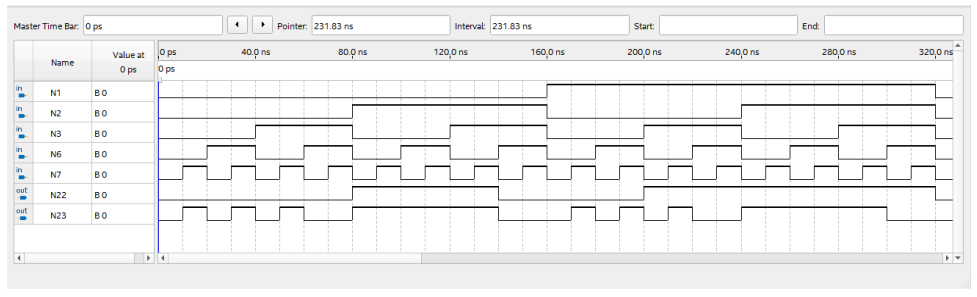 Master Time Bar: 0 ps Pointer: 231.83 ns Interval: 231.83 ns Start: End:
Name Value at 0 ps 0 ps 40.0 ns 80.0 ns 120.0 ns 160.0 ns 200.0 ns 240.0 ns 280.0 ns 320.0 ns
0 ps
in N1 B 0
in N2 B 0
in N3 B 0
in N6 B 0
in N7 B 0
out N22 B 0
out N23 B 0